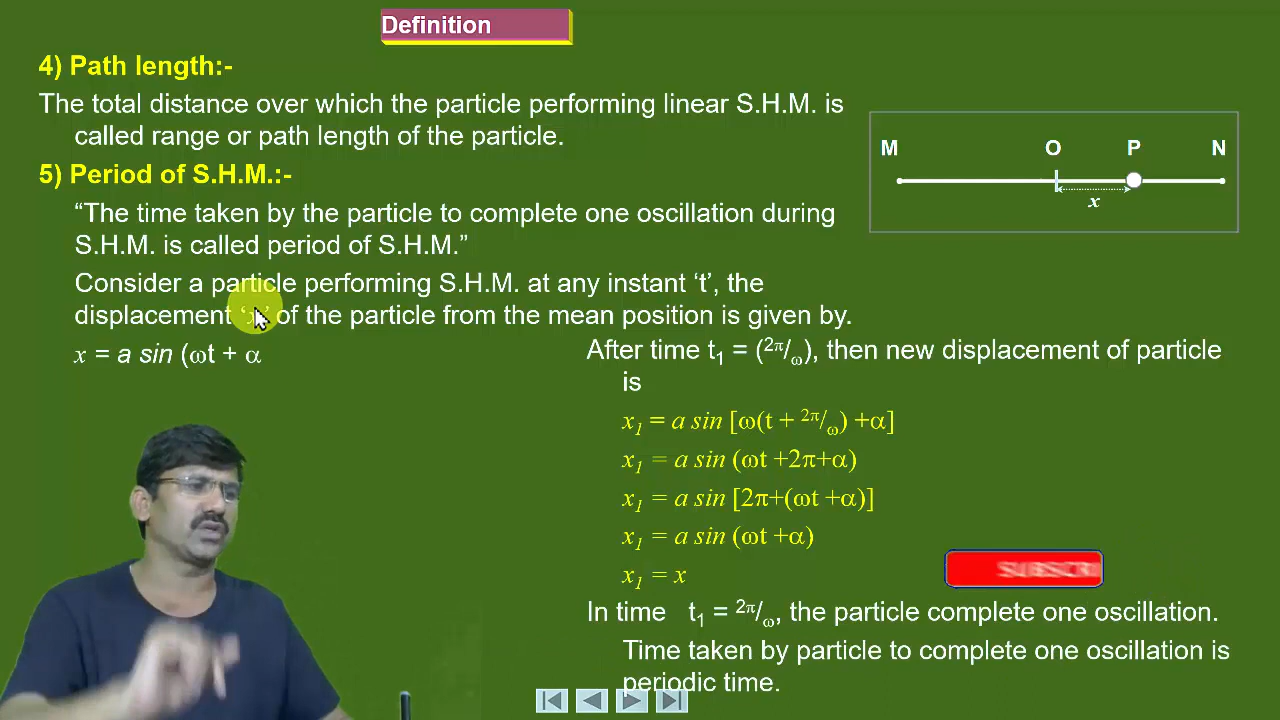 Definition
4) Path length:-
The total distance over which the particle performing linear S.H.M. is
called range or path length of the particle.
5) Period of S.H.M.:-
“The time taken by the particle to complete one oscillation during
S.H.M. is called period of S.H.M.”
Consider a particle performing S.H.M. at any instant ‘t’, the
displacement ‘x’ of the particle from the mean position is given by.
x = a sin (ωt + α
M O P N
x
After time t₁ = (²π/ω), then new displacement of particle
is
x₁ = a sin [ω(t + ²π/ω) +α]
x₁ = a sin (ωt +2π+α)
x₁ = a sin [2π+(ωt +α)]
x₁ = a sin (ωt +α)
x₁ = x
In time t₁ = ²π/ω, the particle complete one oscillation.
Time taken by particle to complete one oscillation is
periodic time.